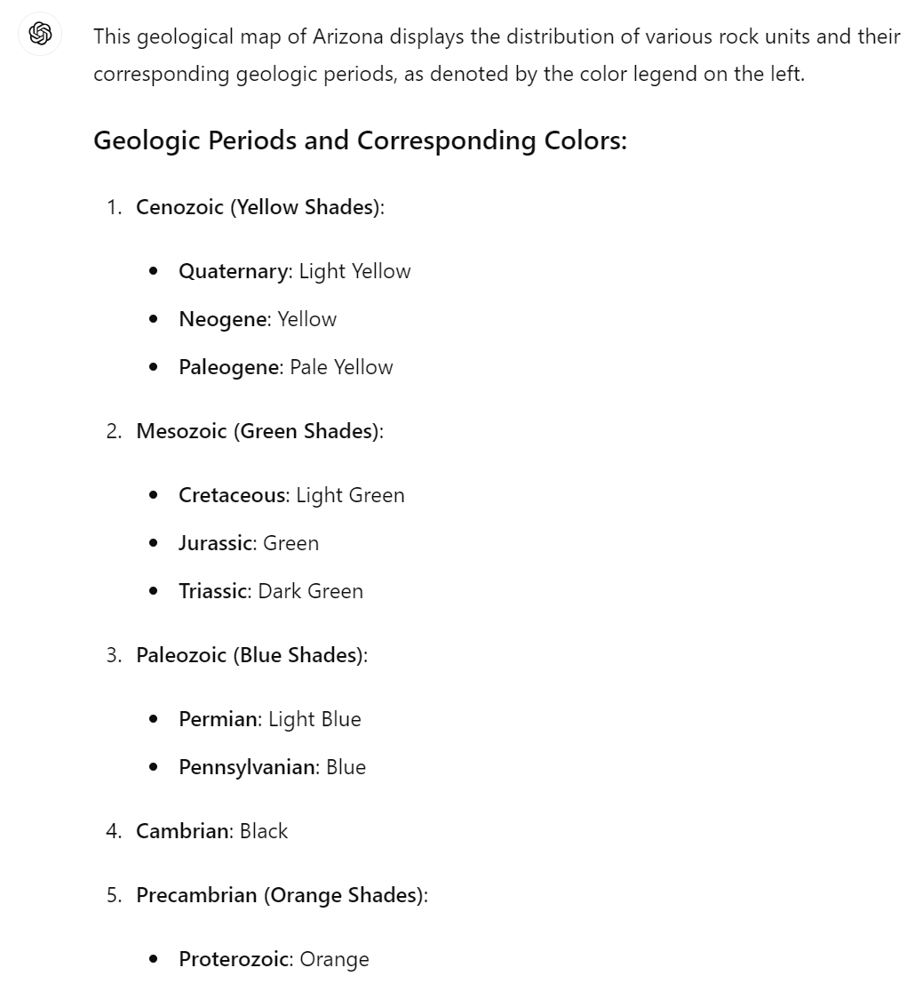 This geological map of Arizona displays the distribution of various rock units and their
corresponding geologic periods, as denoted by the color legend on the left.
Geologic Periods and Corresponding Colors:
1. Cenozoic (Yellow Shades):
• Quaternary: Light Yellow
• Neogene: Yellow
• Paleogene: Pale Yellow
2. Mesozoic (Green Shades):
• Cretaceous: Light Green
• Jurassic: Green
• Triassic: Dark Green
3. Paleozoic (Blue Shades):
• Permian: Light Blue
• Pennsylvanian: Blue
4. Cambrian: Black
5. Precambrian (Orange Shades):
• Proterozoic: Orange